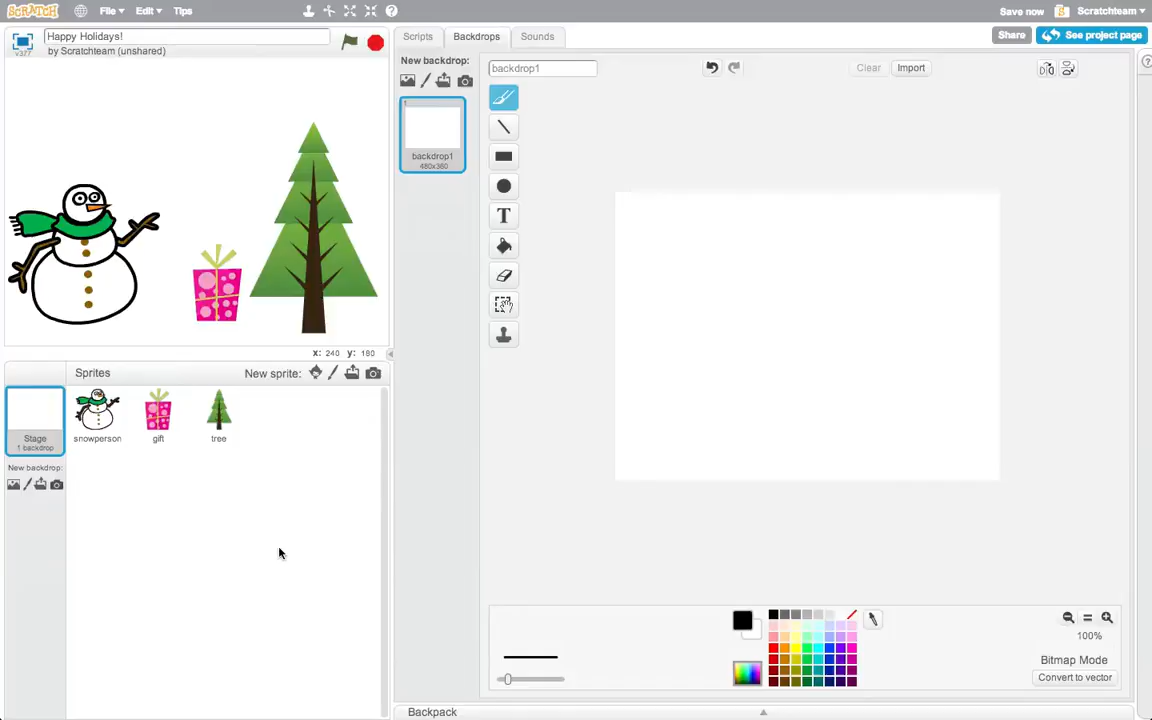 SCRATCH
File
Edit
Tips
Save now
Scratchteam
v377
Happy Holidays!
by Scratchteam (unshared)
Scripts
Backdrops
Sounds
Share
See project page
New backdrop:
1
backdrop1
480x360
backdrop1
Clear
Import
T
x: 240 y: 180
Sprites
New sprite:
Stage
1 backdrop
snowperson
gift
tree
New backdrop:
100%
Bitmap Mode
Convert to vector
Backpack